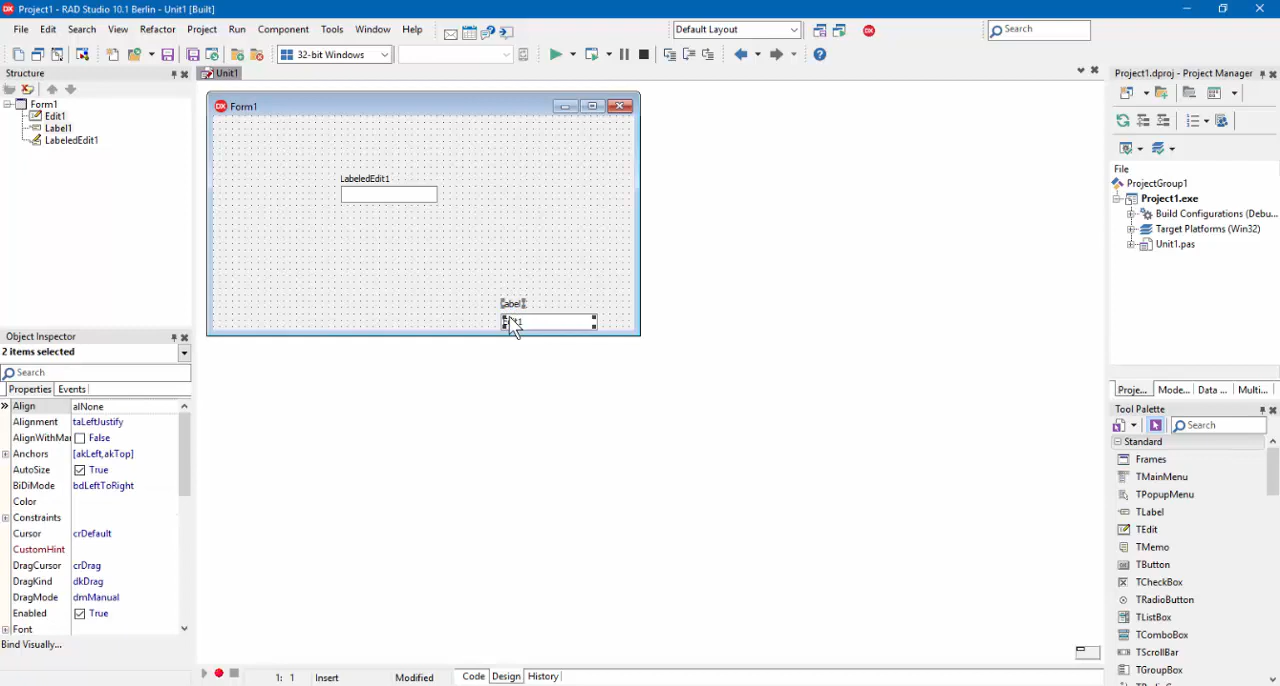 Project1 - RAD Studio 10.1 Berlin - Unit1 [Built]
File Edit Search View Refactor Project Run Component Tools Window Help
Default Layout
Search
32-bit Windows
Structure
Unit1
Form1
Edit1
Label1
LabeledEdit1
Form1
LabeledEdit1
Object Inspector
2 items selected
Search
Properties Events
Align alNone
Alignment taLeftJustify
AlignWithMar False
Anchors [akLeft,akTop]
AutoSize True
BiDiMode bdLeftToRight
Color
Constraints
Cursor crDefault
CustomHint
DragCursor crDrag
DragKind dkDrag
DragMode dmManual
Enabled True
Font
Bind Visually...
1: 1 Insert Modified Code Design History
Project1.dproj - Project Manager
File
ProjectGroup1
Project1.exe
Build Configurations (Debu...
Target Platforms (Win32)
Unit1.pas
Proje... Mode... Data ... Multi...
Tool Palette
Search
Standard
Frames
TMainMenu
TPopupMenu
TLabel
TEdit
TMemo
TButton
TCheckBox
TRadioButton
TListBox
TComboBox
TScrollBar
TGroupBox